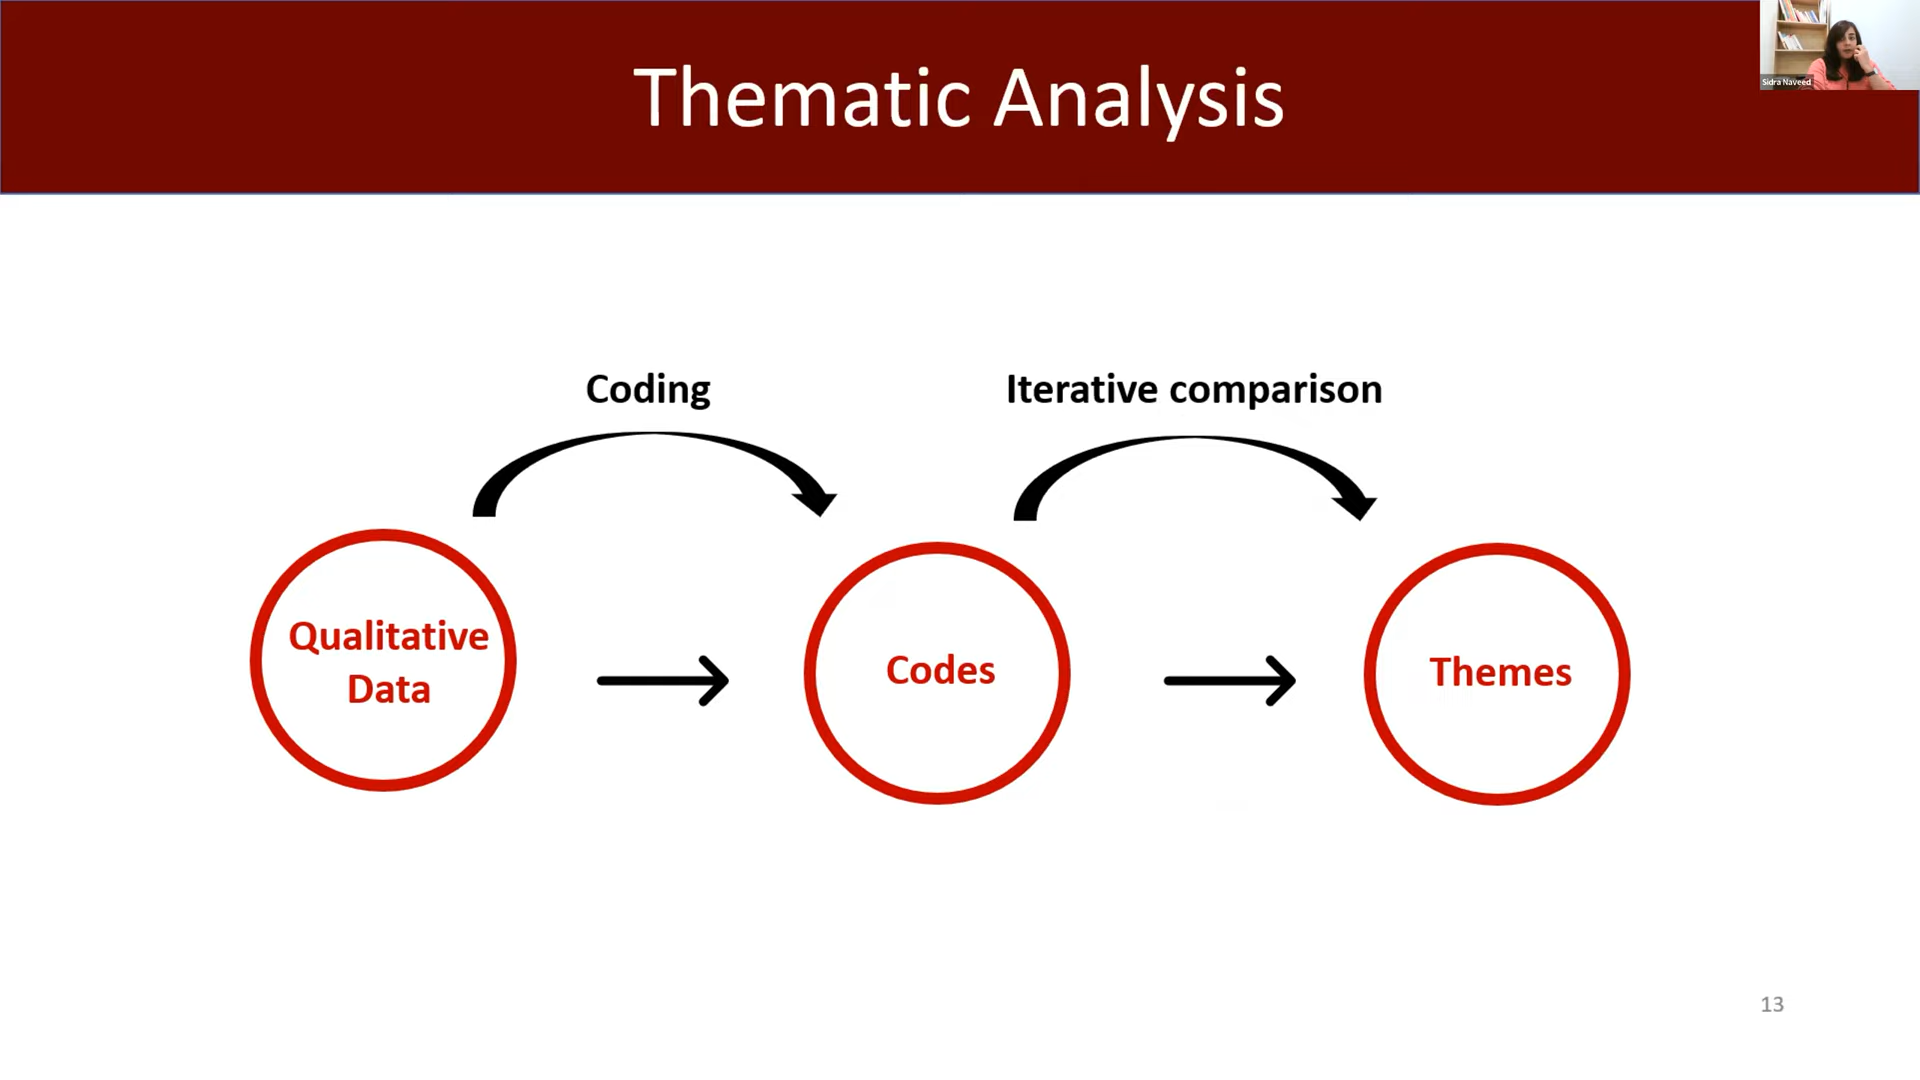 Thematic Analysis
Sidra Naveed
Coding
Iterative comparison
Qualitative
Data
Codes
Themes
13